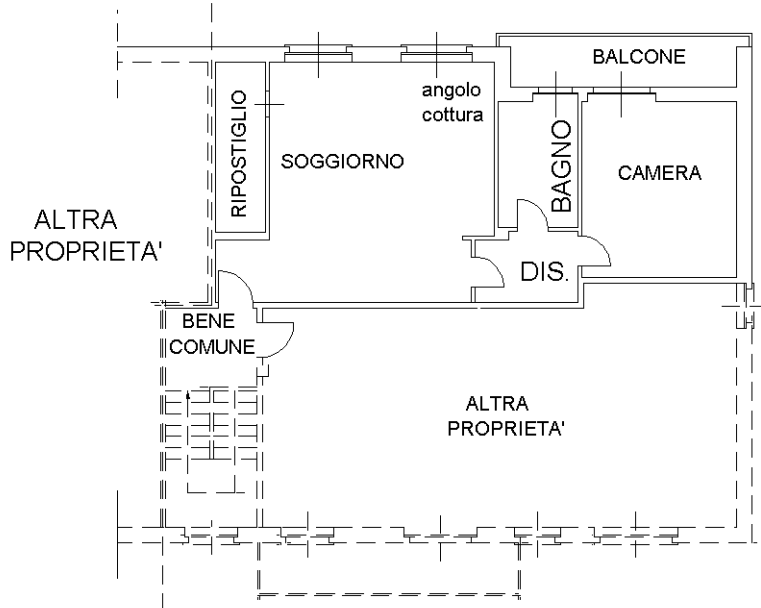 BALCONE
angolo
cottura
RIPOSTIGLIO
SOGGIORNO
BAGNO
CAMERA
ALTRA
PROPRIETA'
DIS.
BENE
COMUNE
ALTRA
PROPRIETA'